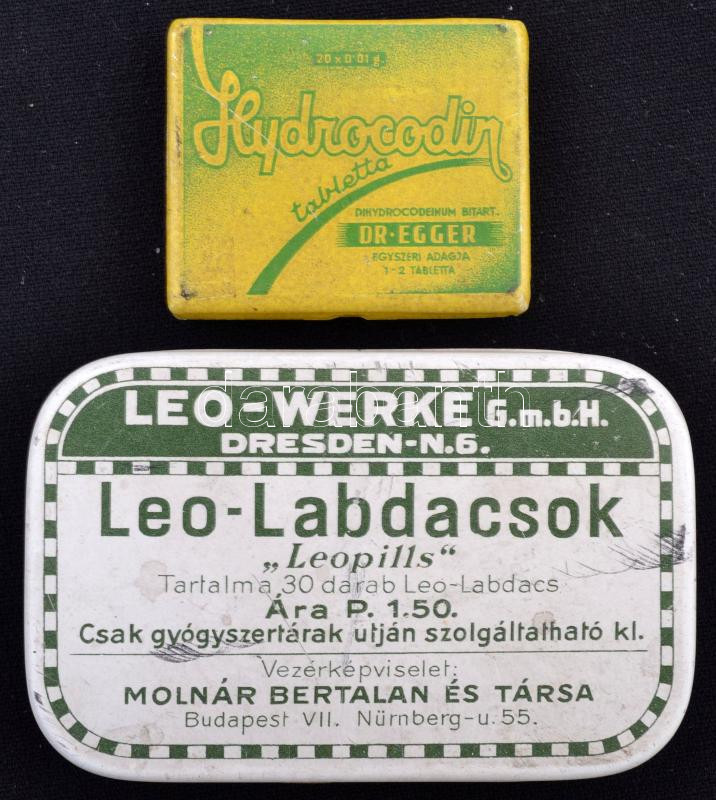 20 x 0˙01 g.
Hydrocodin
tabletta
DIHYDROCODEINUM BITART.
DR·EGGER
EGYSZERI ADAGJA
1-2 TABLETTA
darabanth
LEO-WERKE G.m.b.H.
DRESDEN-N.6.
Leo-Labdacsok
„Leopills“
Tartalma 30 darab Leo-Labdacs
Ára P. 1.50.
Csak gyógyszertárak utján szolgáltatható kl.
Vezérképviselet:
MOLNÁR BERTALAN ÉS TÁRSA
Budapest VII. Nürnberg-u. 55.